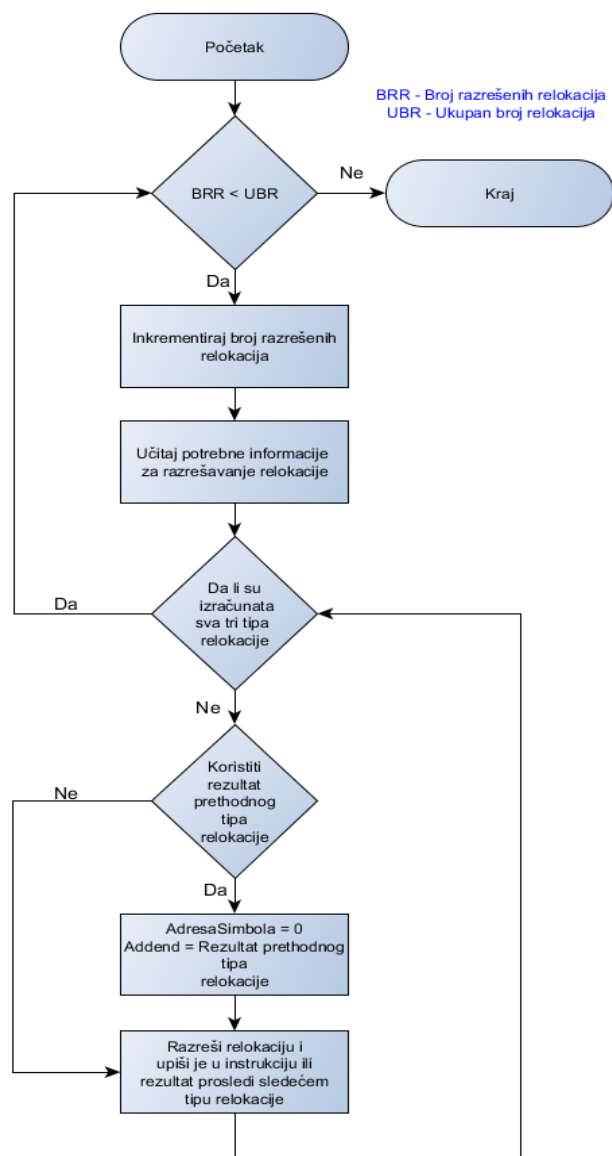 Početak
BRR - Broj razrešenih relokacija
UBR - Ukupan broj relokacija
BRR < UBR
Ne
Kraj
Da
Inkrementiraj broj razrešenih
relokacija
Učitaj potrebne informacije
za razrešavanje relokacije
Da li su
izračunata
sva tri tipa
relokacije
Da
Ne
Koristiti
rezultat
prethodnog
tipa
relokacije
Ne
Da
AdresaSimbola = 0
Addend = Rezultat prethodnog
tipa
relokacije
Razreši relokaciju i
upiši je u instrukciju ili
rezultat prosledi sledećem
tipu relokacije